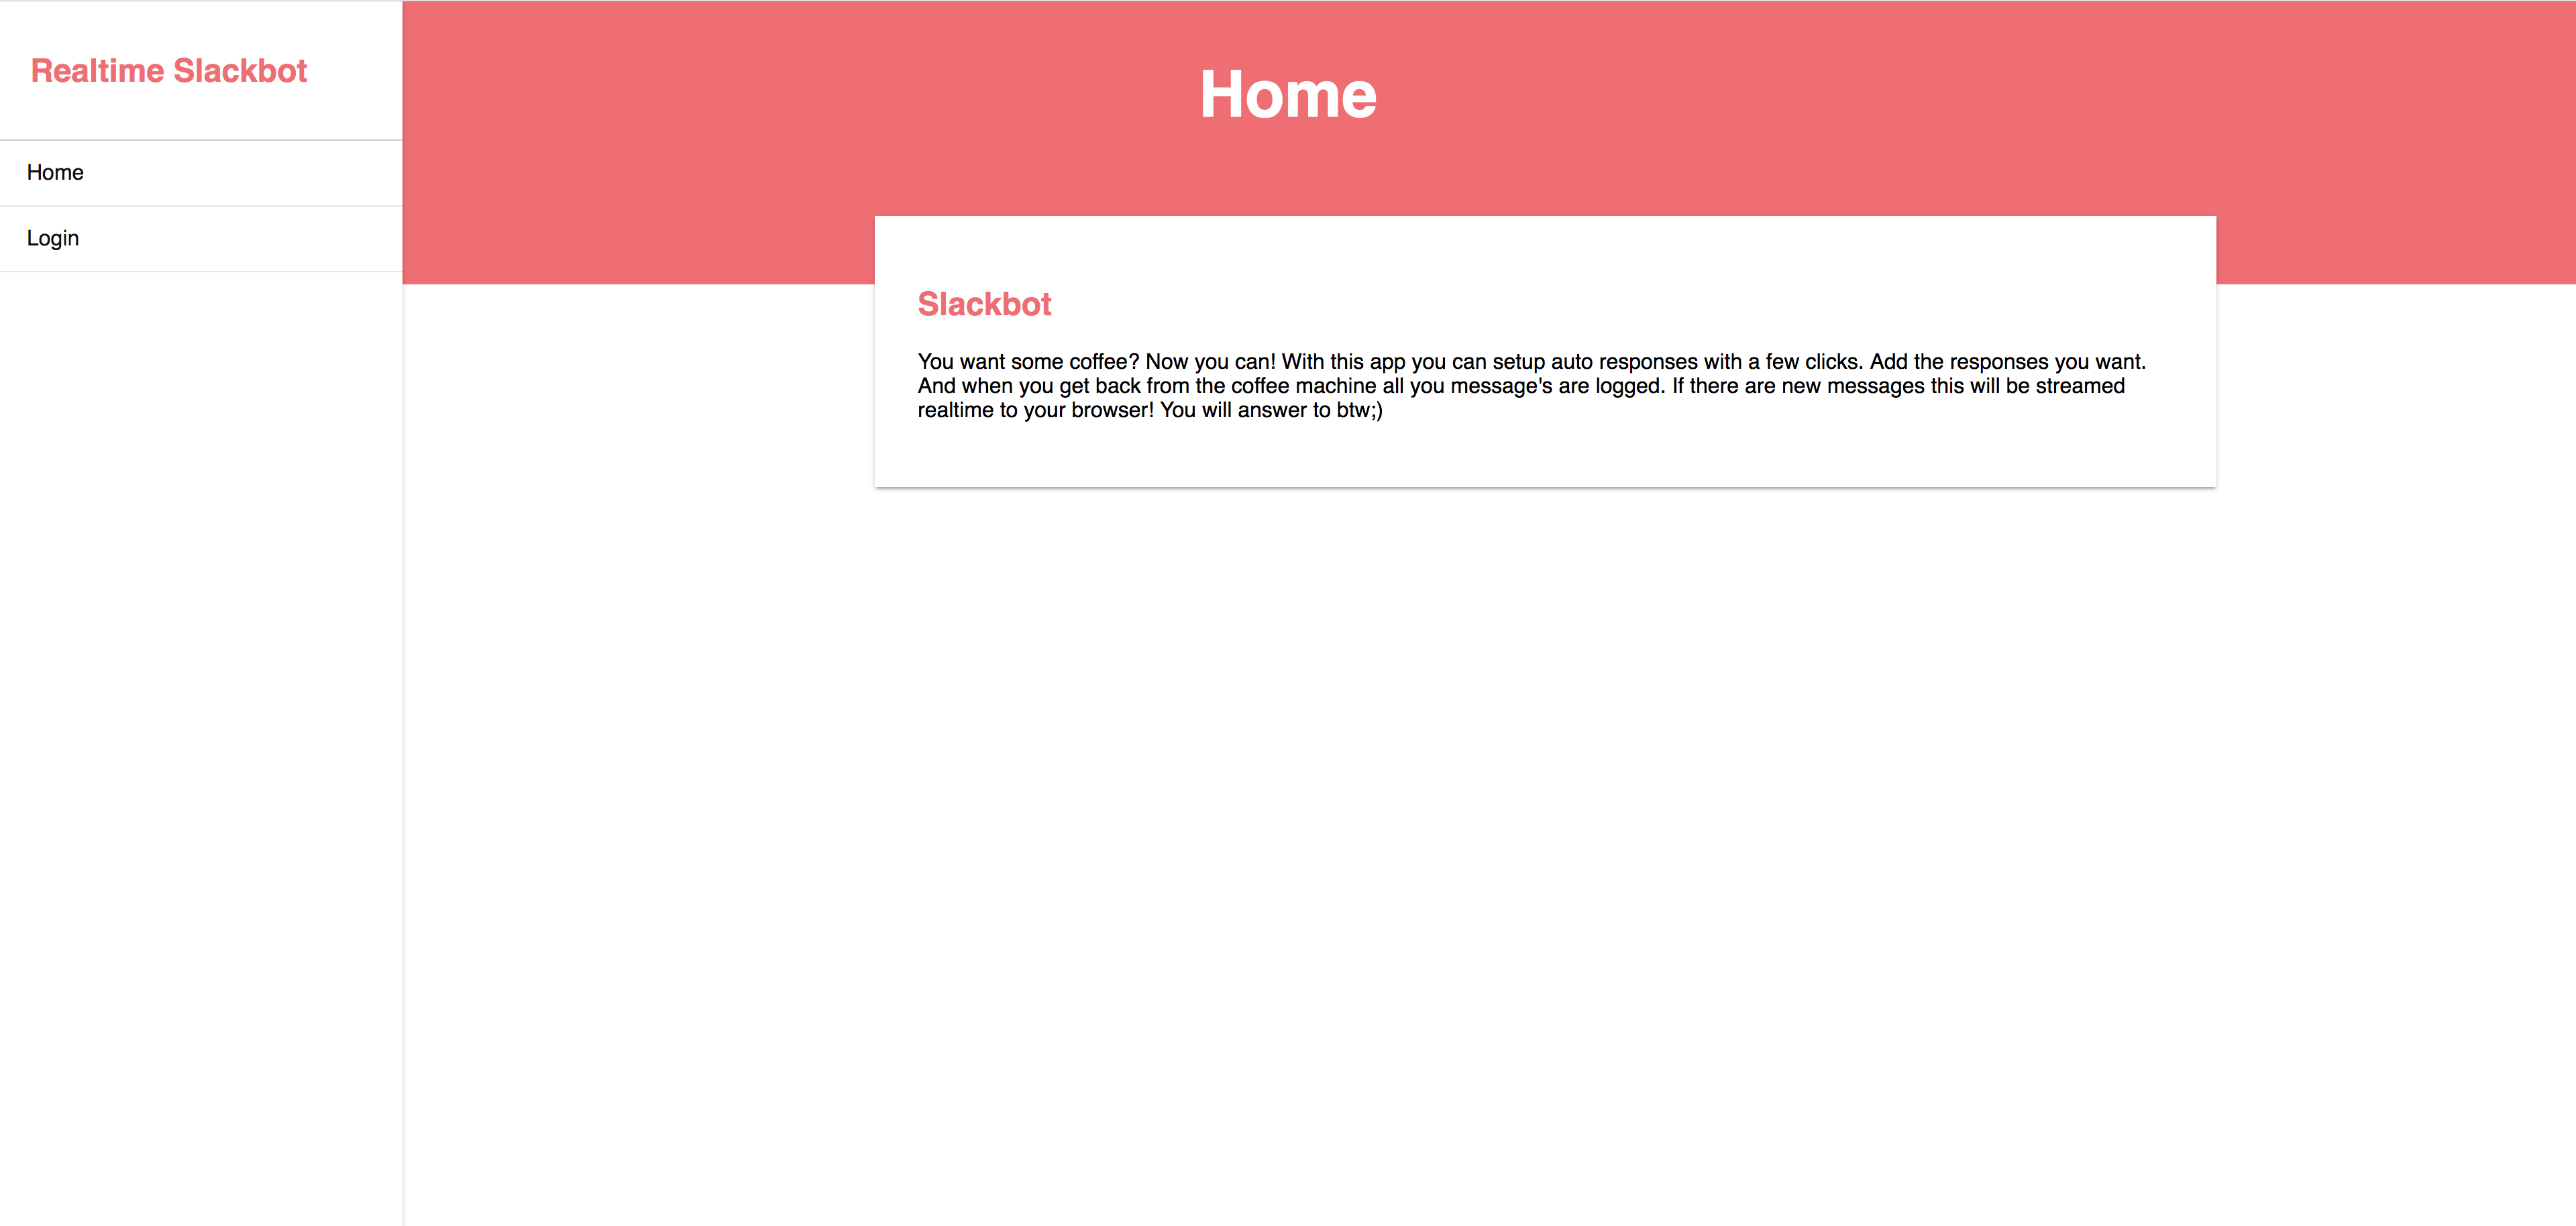 Realtime Slackbot
Home
Login
Home
Slackbot
You want some coffee? Now you can! With this app you can setup auto responses with a few clicks. Add the responses you want.
And when you get back from the coffee machine all you message's are logged. If there are new messages this will be streamed
realtime to your browser! You will answer to btw;)